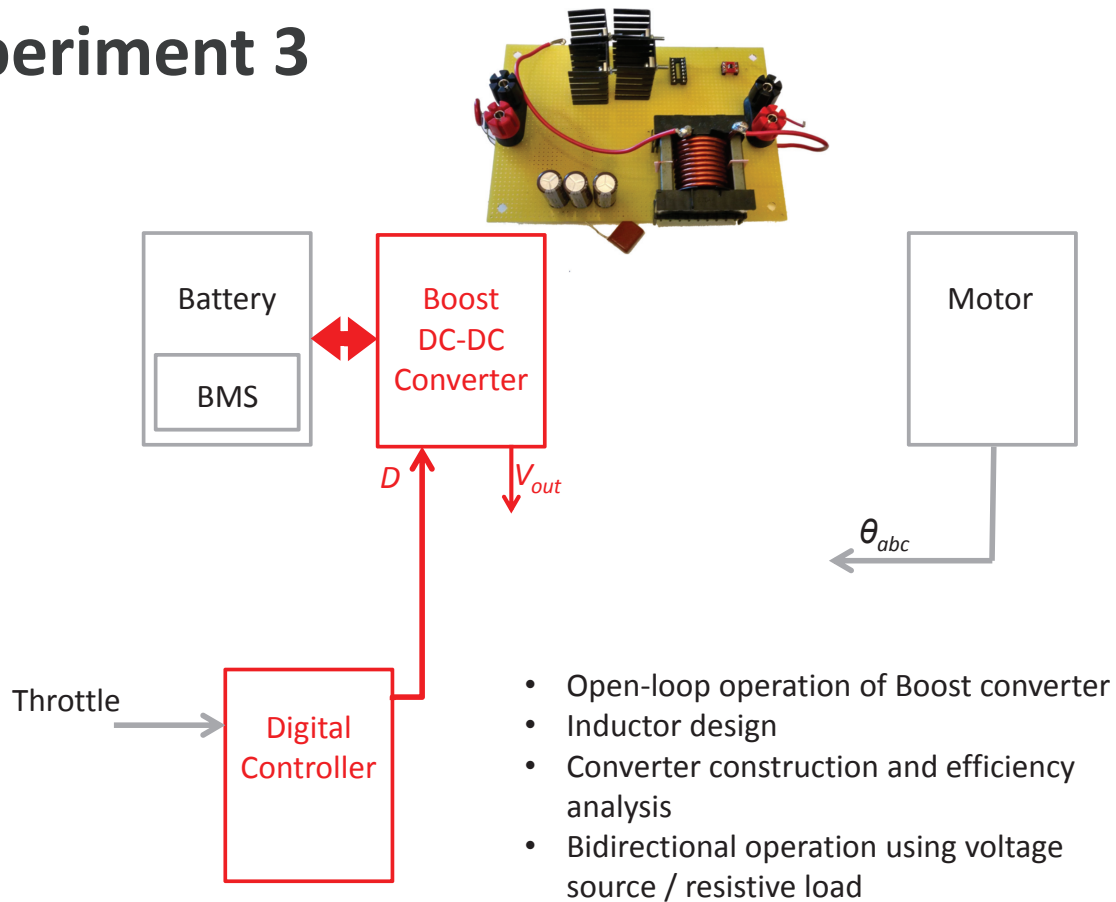 periment 3
Battery
BMS
Boost
DC-DC
Converter
Motor
D
Vout
θabc
Throttle
Digital
Controller
• Open-loop operation of Boost converter
• Inductor design
• Converter construction and efficiency
analysis
• Bidirectional operation using voltage
source / resistive load